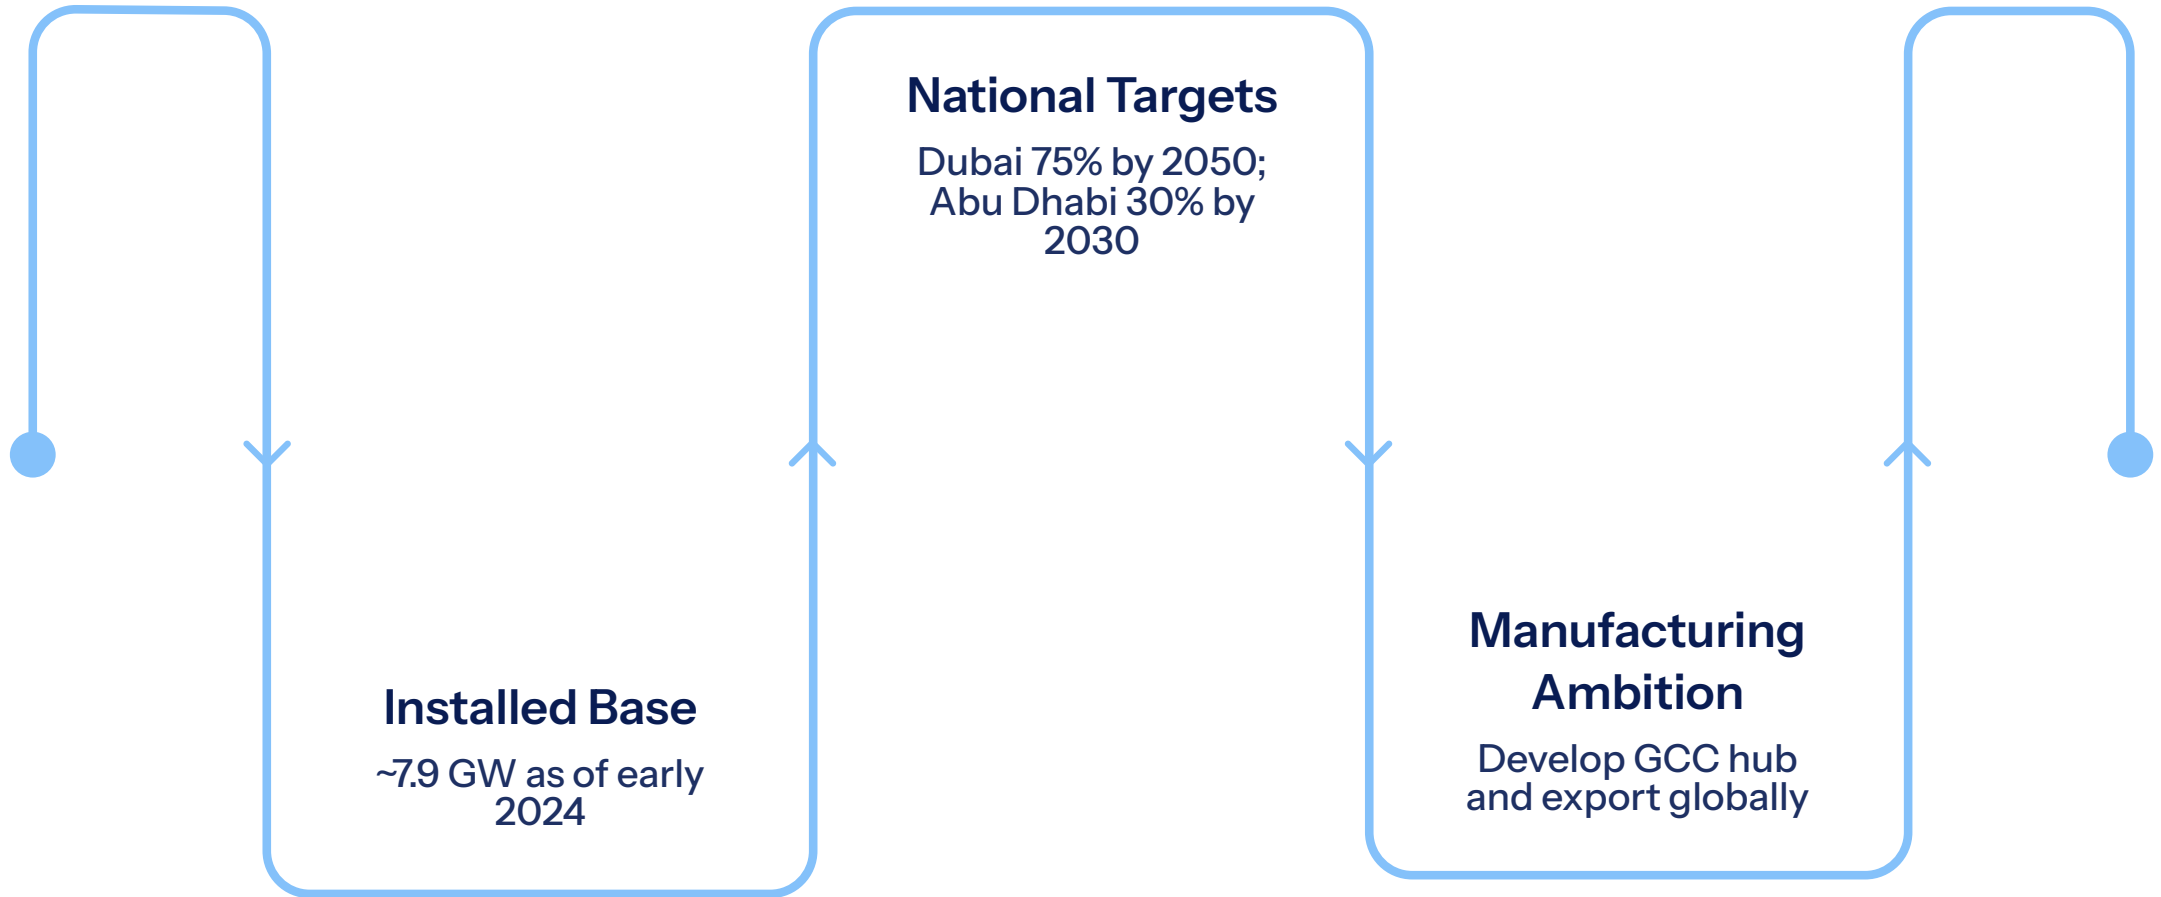 Installed Base
~7.9 GW as of early
2024
National Targets
Dubai 75% by 2050;
Abu Dhabi 30% by
2030
Manufacturing
Ambition
Develop GCC hub
and export globally